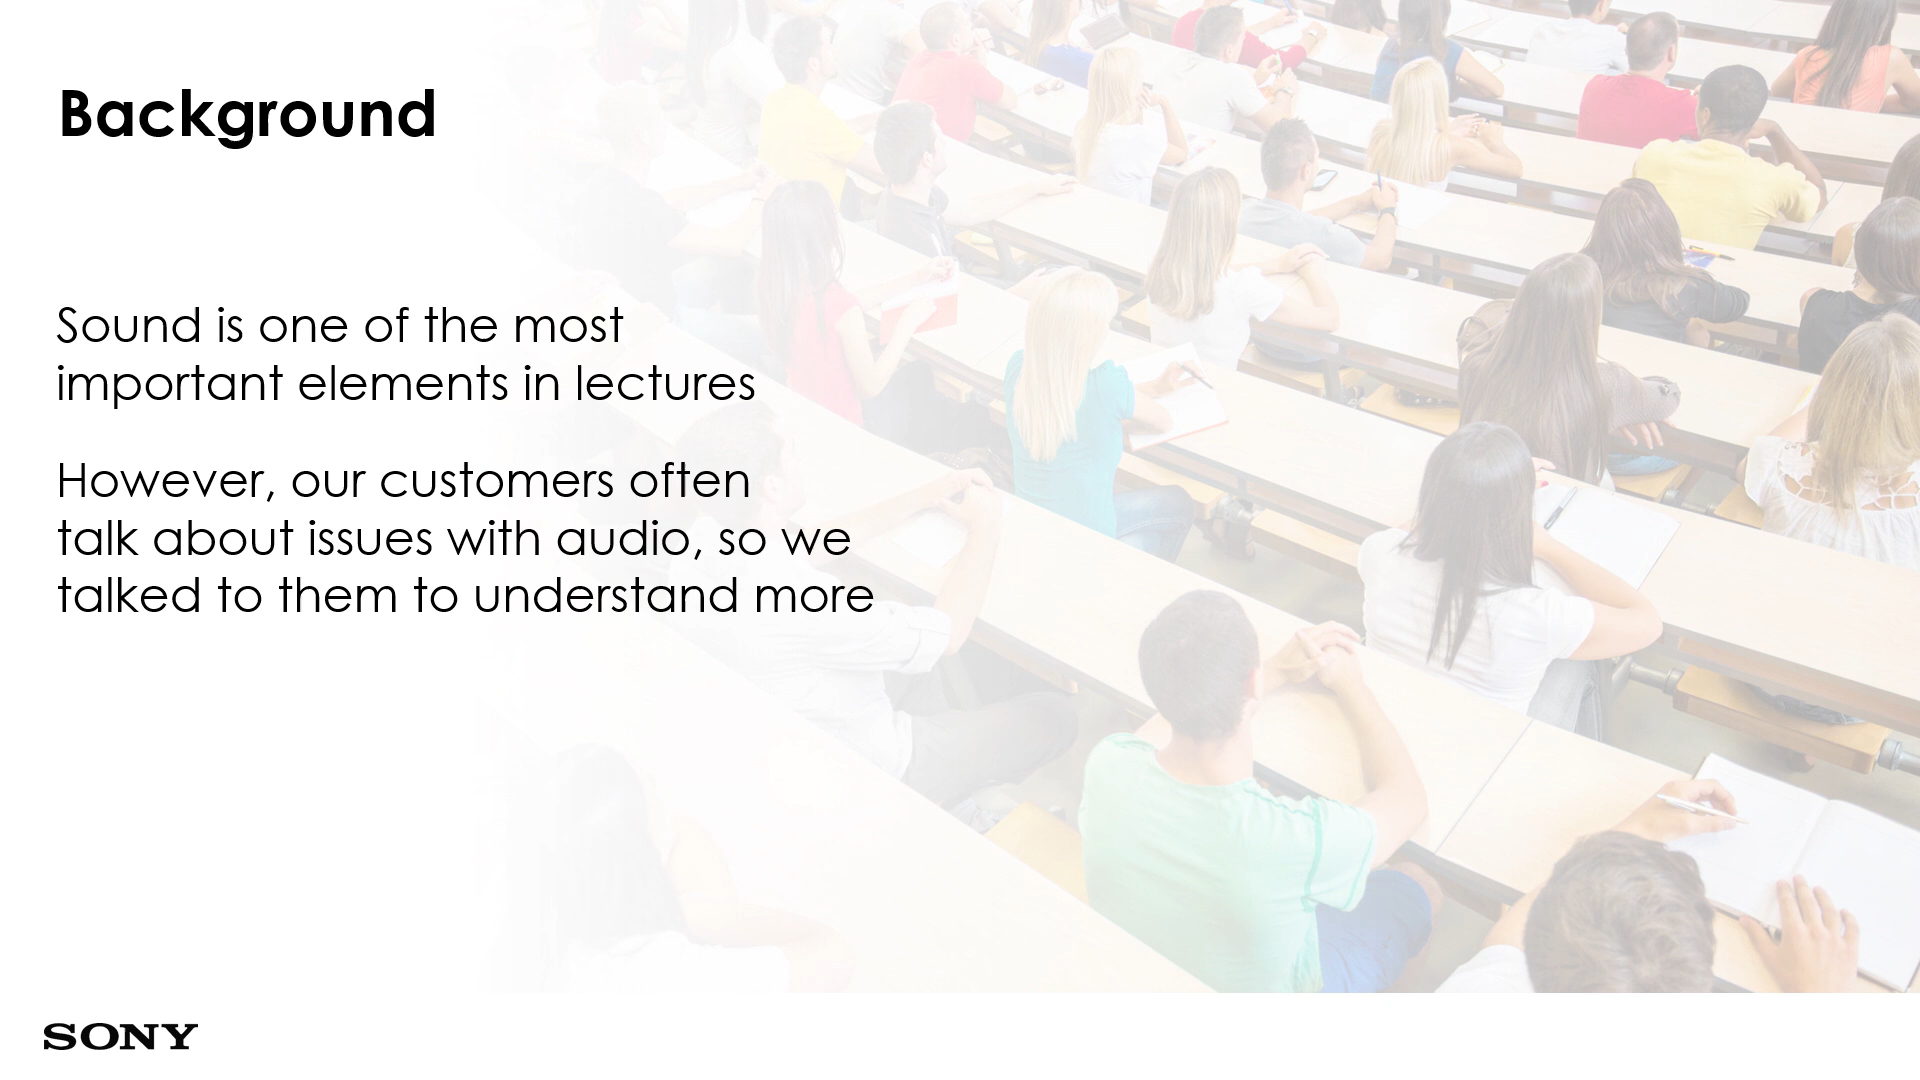 Background
Sound is one of the most
important elements in lectures
However, our customers often
talk about issues with audio, so we
talked to them to understand more
SONY